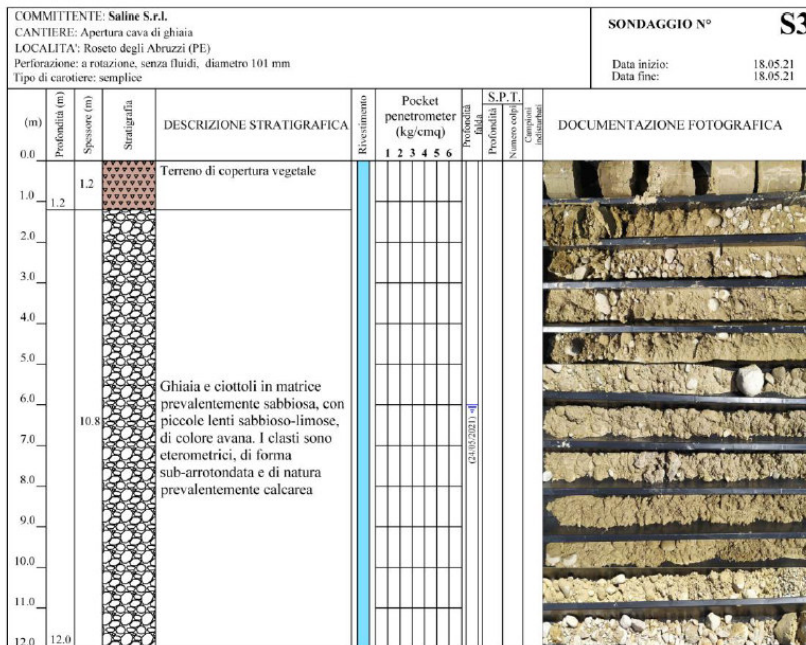 COMMITTENTE: Saline S.r.l.
CANTIERE: Apertura cava di ghiaia
LOCALITA': Roseto degli Abruzzi (PE)
Perforazione: a rotazione, senza fluidi, diametro 101 mm
Tipo di carotiere: semplice
SONDAGGIO N° S3
Data inizio: 18.05.21
Data fine: 18.05.21
(m)
Profondità (m)
Spessore (m)
Stratigrafia
DESCRIZIONE STRATIGRAFICA
Rivestimento
Pocket
penetrometer
(kg/cmq)
1 2 3 4 5 6
Profondità
falda
S.P.T.
Profondità
Numero colpi
Campioni
indisturbati
DOCUMENTAZIONE FOTOGRAFICA
0.0
1.2
Terreno di copertura vegetale
1.0
1.2
2.0
3.0
4.0
5.0
Ghiaia e ciottoli in matrice
6.0
prevalentemente sabbiosa, con
10.8
piccole lenti sabbioso-limose,
7.0
di colore avana. I clasti sono
eterometrici, di forma
sub-arrotondata e di natura
8.0
prevalentemente calcarea
(24/05/2021)
9.0
10.0
11.0
12.0
12.0